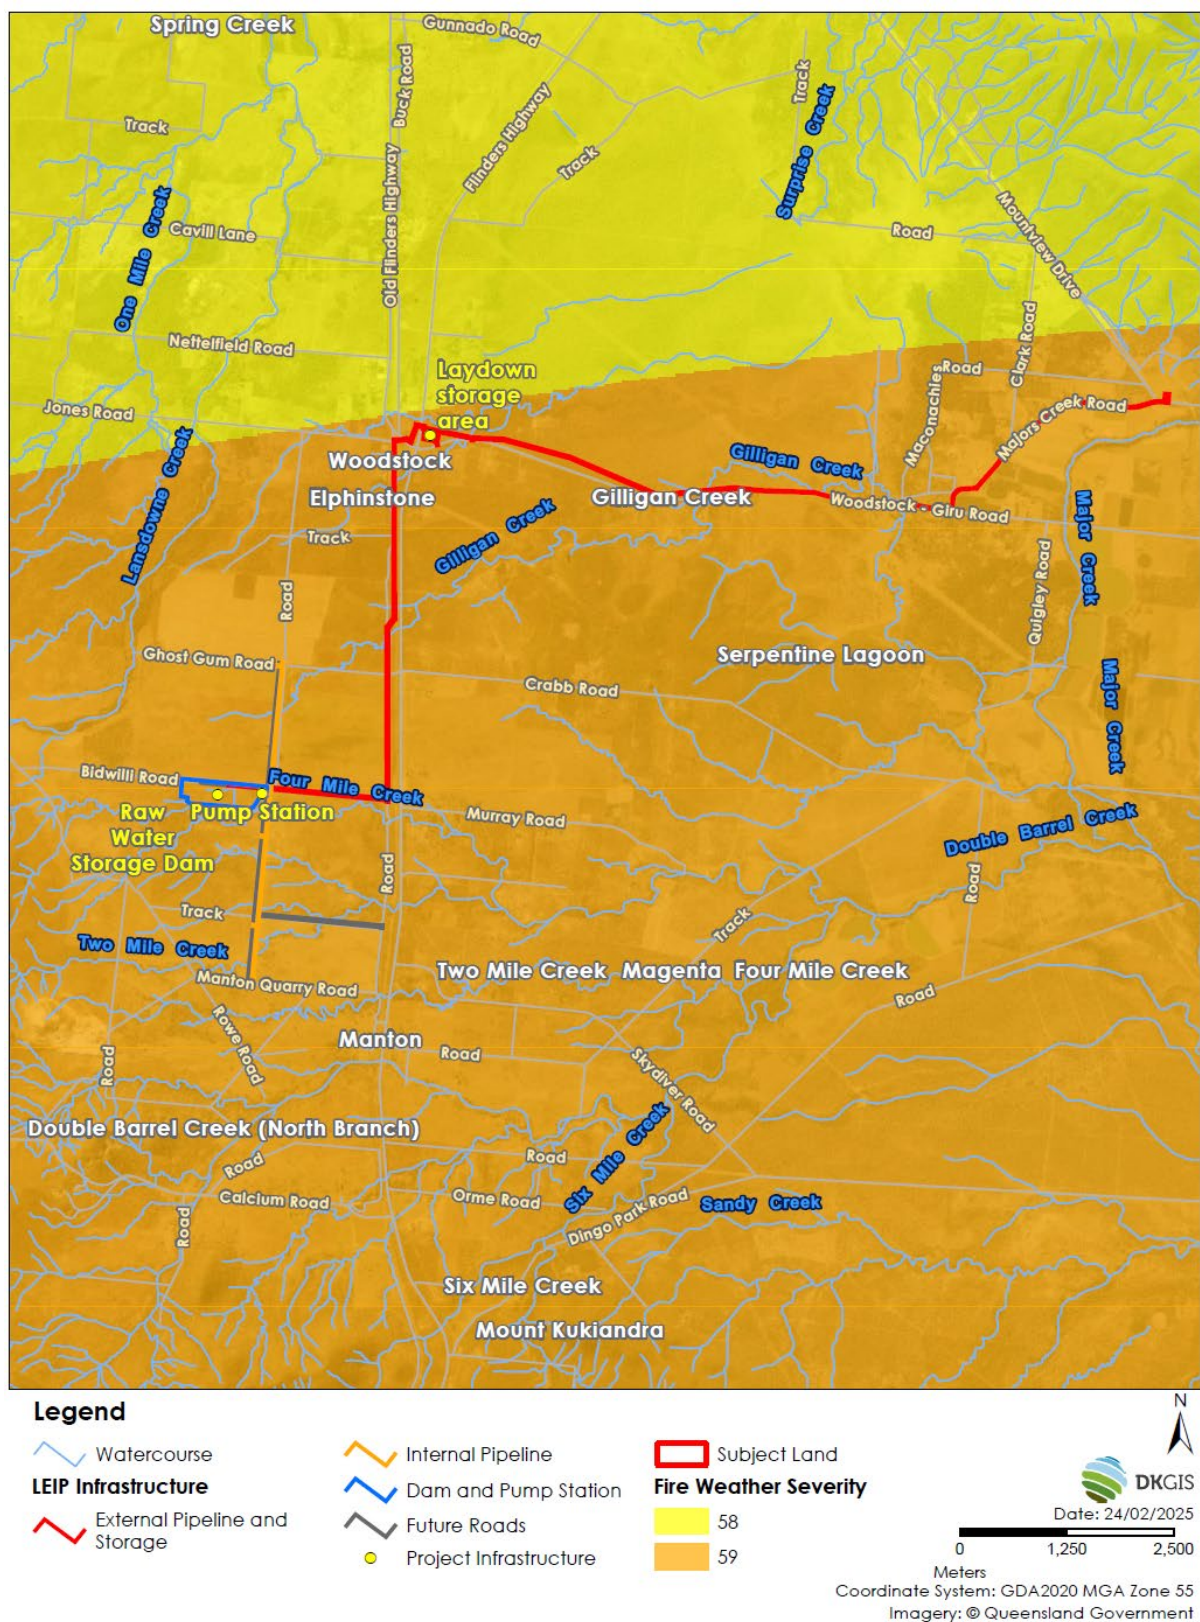 Spring Creek
Gunnado Road
Buck Road
Track
Surprise Creek
Flinders Highway
Track
Track
One Mile Creek
Cavill Lane
Old Flinders Highway
Road
Mountview Drive
Nettelfield Road
Clark Road
Laydown
storage
area
Road
Maconachies
Jones Road
Majors Creek Road
Lansdowne Creek
Woodstock
Gilligan Creek
Elphinstone
Gilligan Creek
Woodstock - Giru Road
Major Creek
Gilligan Creek
Track
Road
Quigley Road
Ghost Gum Road
Serpentine Lagoon
Crabb Road
Major Creek
Bidwilli Road
Four Mile Creek
Raw
Water
Storage Dam
Pump Station
Murray Road
Double Barrel Creek
Road
Road
Track
Track
Two Mile Creek
Two Mile Creek
Magenta
Four Mile Creek
Manton Quarry Road
Road
Rowe Road
Manton
Road
Road
Skydiver Road
Double Barrel Creek (North Branch)
Six Mile Creek
Road
Road
Calcium Road
Orme Road
Sandy Creek
Dingo Park Road
Road
Six Mile Creek
Mount Kukiandra
Legend
Watercourse
LEIP Infrastructure
External Pipeline and
Storage
Internal Pipeline
Dam and Pump Station
Future Roads
Project Infrastructure
Subject Land
Fire Weather Severity
58
59
N
DKGIS
Date: 24/02/2025
0 1,250 2,500
Meters
Coordinate System: GDA2020 MGA Zone 55
Imagery: © Queensland Government